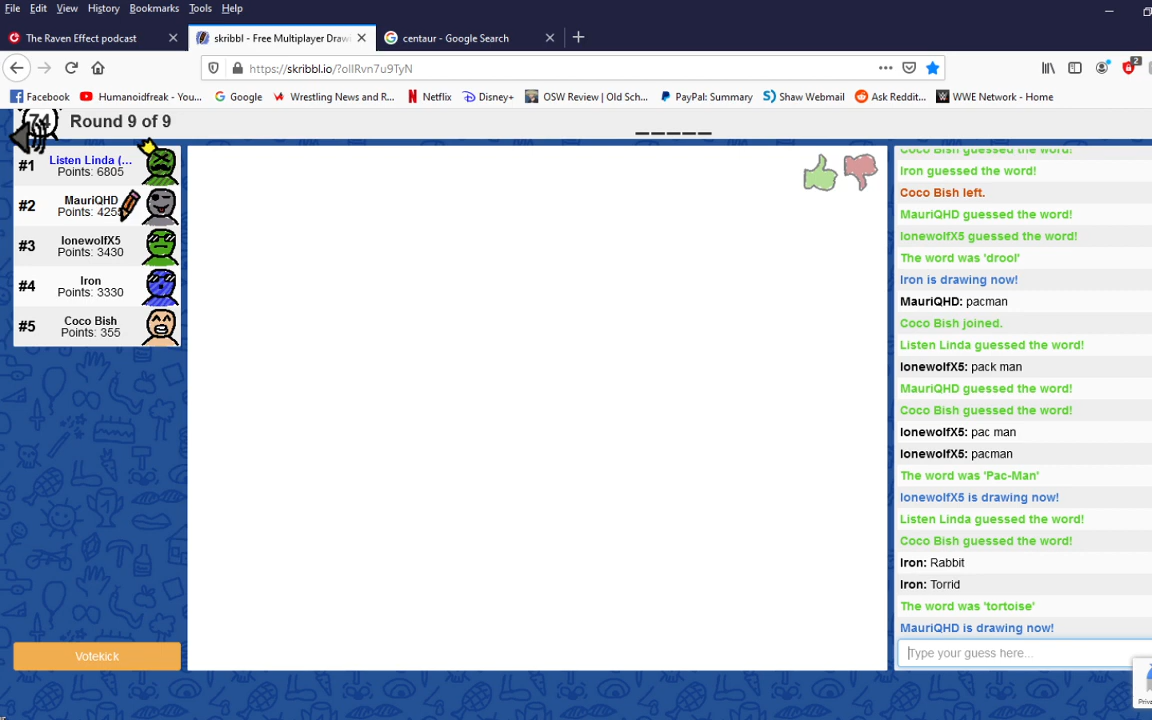 File Edit View History Bookmarks Tools Help
The Raven Effect podcast
skribbl - Free Multiplayer Drawi
centaur - Google Search
https://skribbl.io/?olIRvn7u9TyN
2
Facebook Humanoidfreak - You... Google Wrestling News and R... Netflix Disney+ OSW Review | Old Sch... PayPal: Summary Shaw Webmail Ask Reddit... WWE Network - Home
74 Round 9 of 9
_____
#1 Listen Linda (...
Points: 6805
#2 MauriQHD
Points: 4255
#3 lonewolfX5
Points: 3430
#4 Iron
Points: 3330
#5 Coco Bish
Points: 355
Votekick
Coco Bish guessed the word!
Iron guessed the word!
Coco Bish left.
MauriQHD guessed the word!
lonewolfX5 guessed the word!
The word was 'drool'
Iron is drawing now!
MauriQHD: pacman
Coco Bish joined.
Listen Linda guessed the word!
lonewolfX5: pack man
MauriQHD guessed the word!
Coco Bish guessed the word!
lonewolfX5: pac man
lonewolfX5: pacman
The word was 'Pac-Man'
lonewolfX5 is drawing now!
Listen Linda guessed the word!
Coco Bish guessed the word!
Iron: Rabbit
Iron: Torrid
The word was 'tortoise'
MauriQHD is drawing now!
Type your guess here...